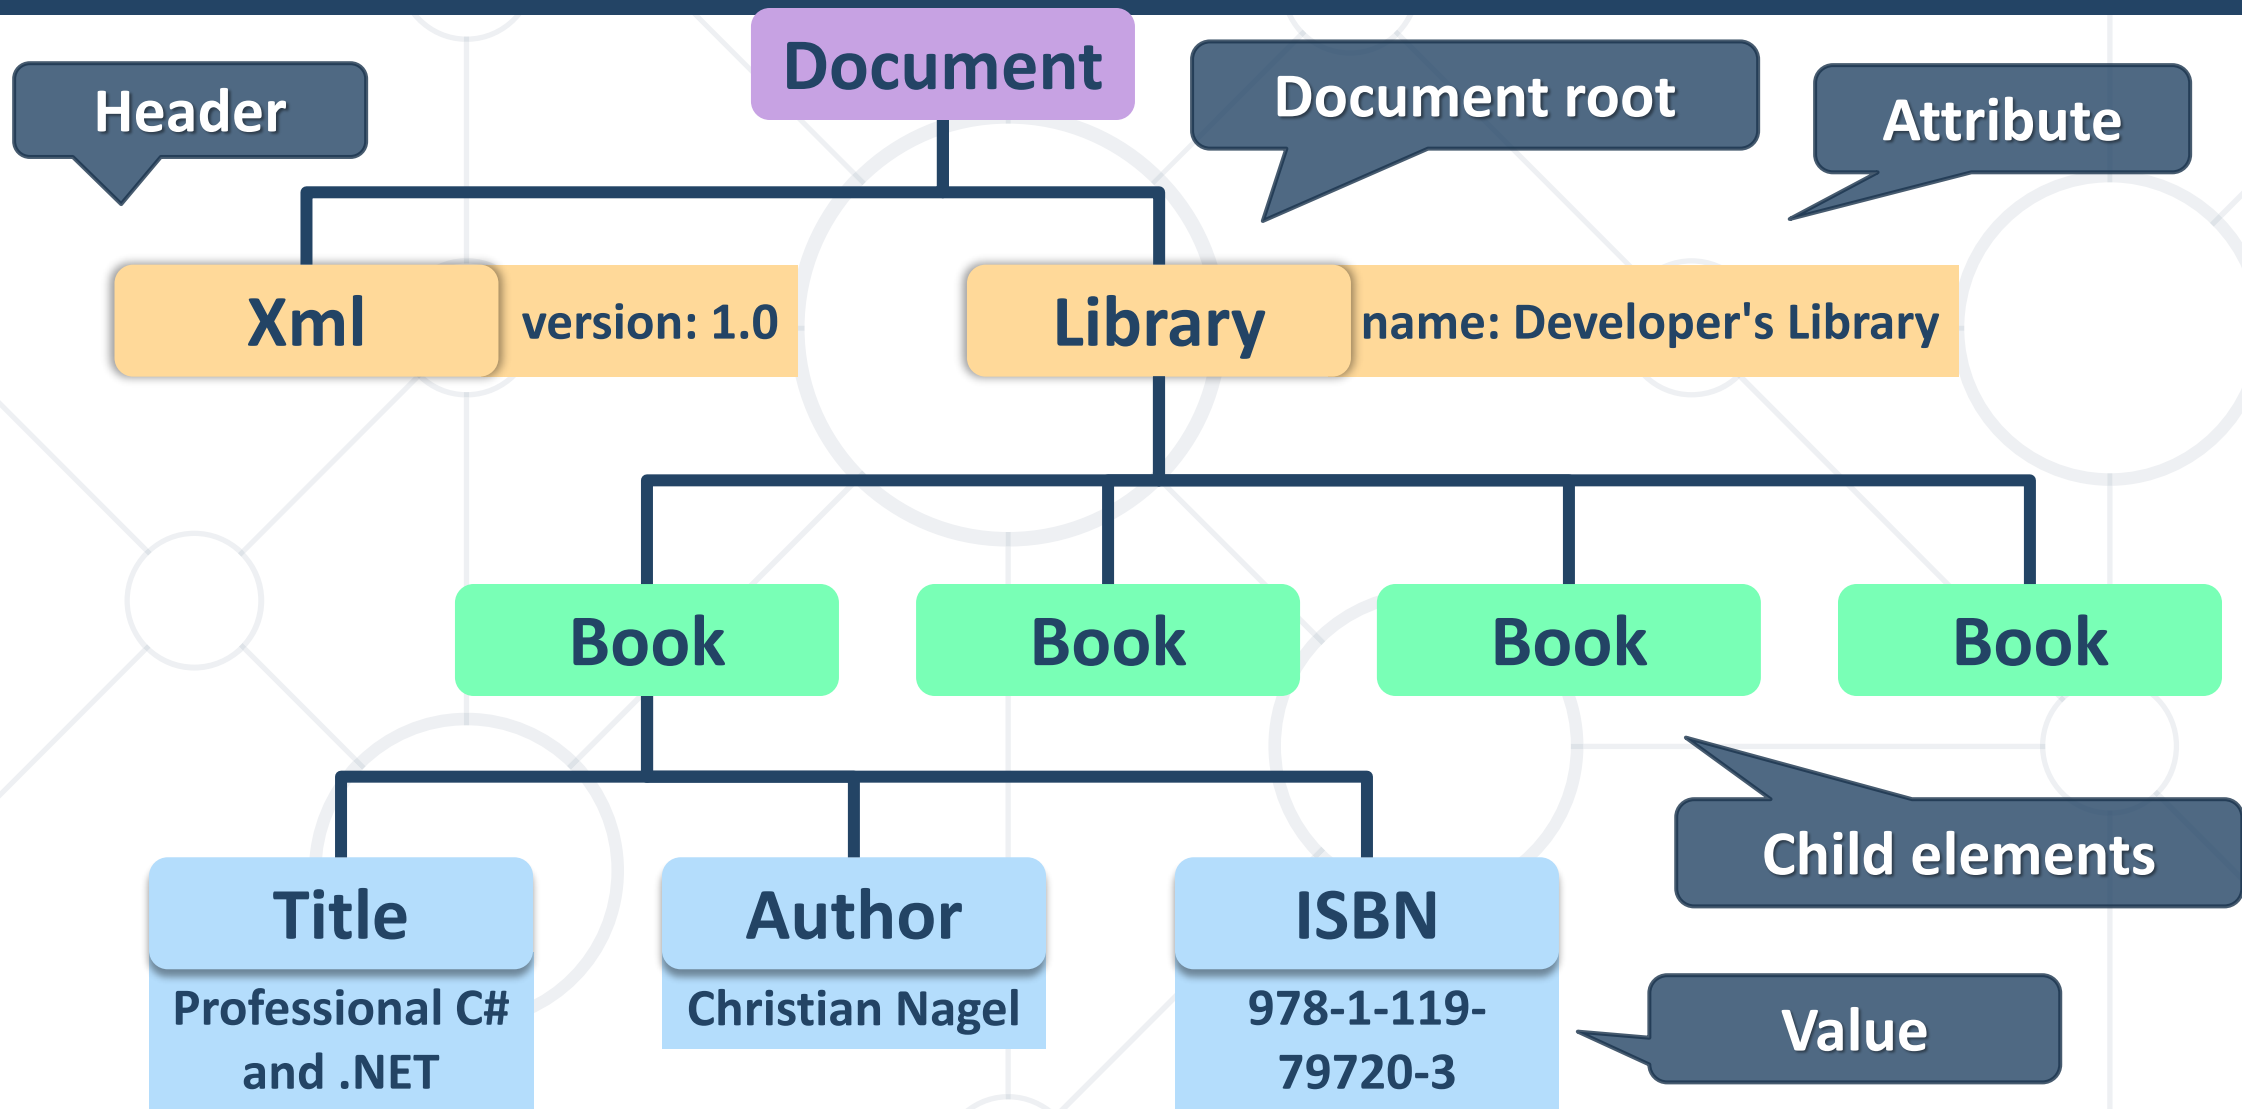 Document
Header
Document root
Attribute
Xml
version: 1.0
Library
name: Developer's Library
Book
Book
Book
Book
Child elements
Title
Author
ISBN
Professional C#
and .NET
Christian Nagel
978-1-119-
79720-3
Value